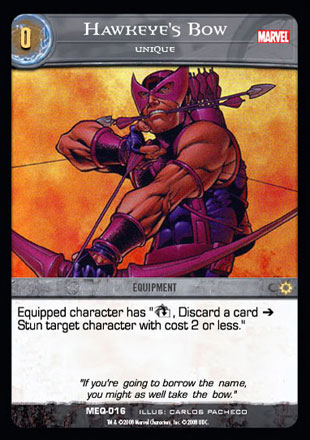 0
HAWKEYE'S BOW
MARVEL
UNIQUE
EQUIPMENT
Equipped character has ", Discard a card ➔
Stun target character with cost 2 or less."
"If you're going to borrow the name,
you might as well take the bow."
MEQ-016 ILLUS: CARLOS PACHECO
TM & ©2009 Marvel Characters, Inc. ©2009 UDC.